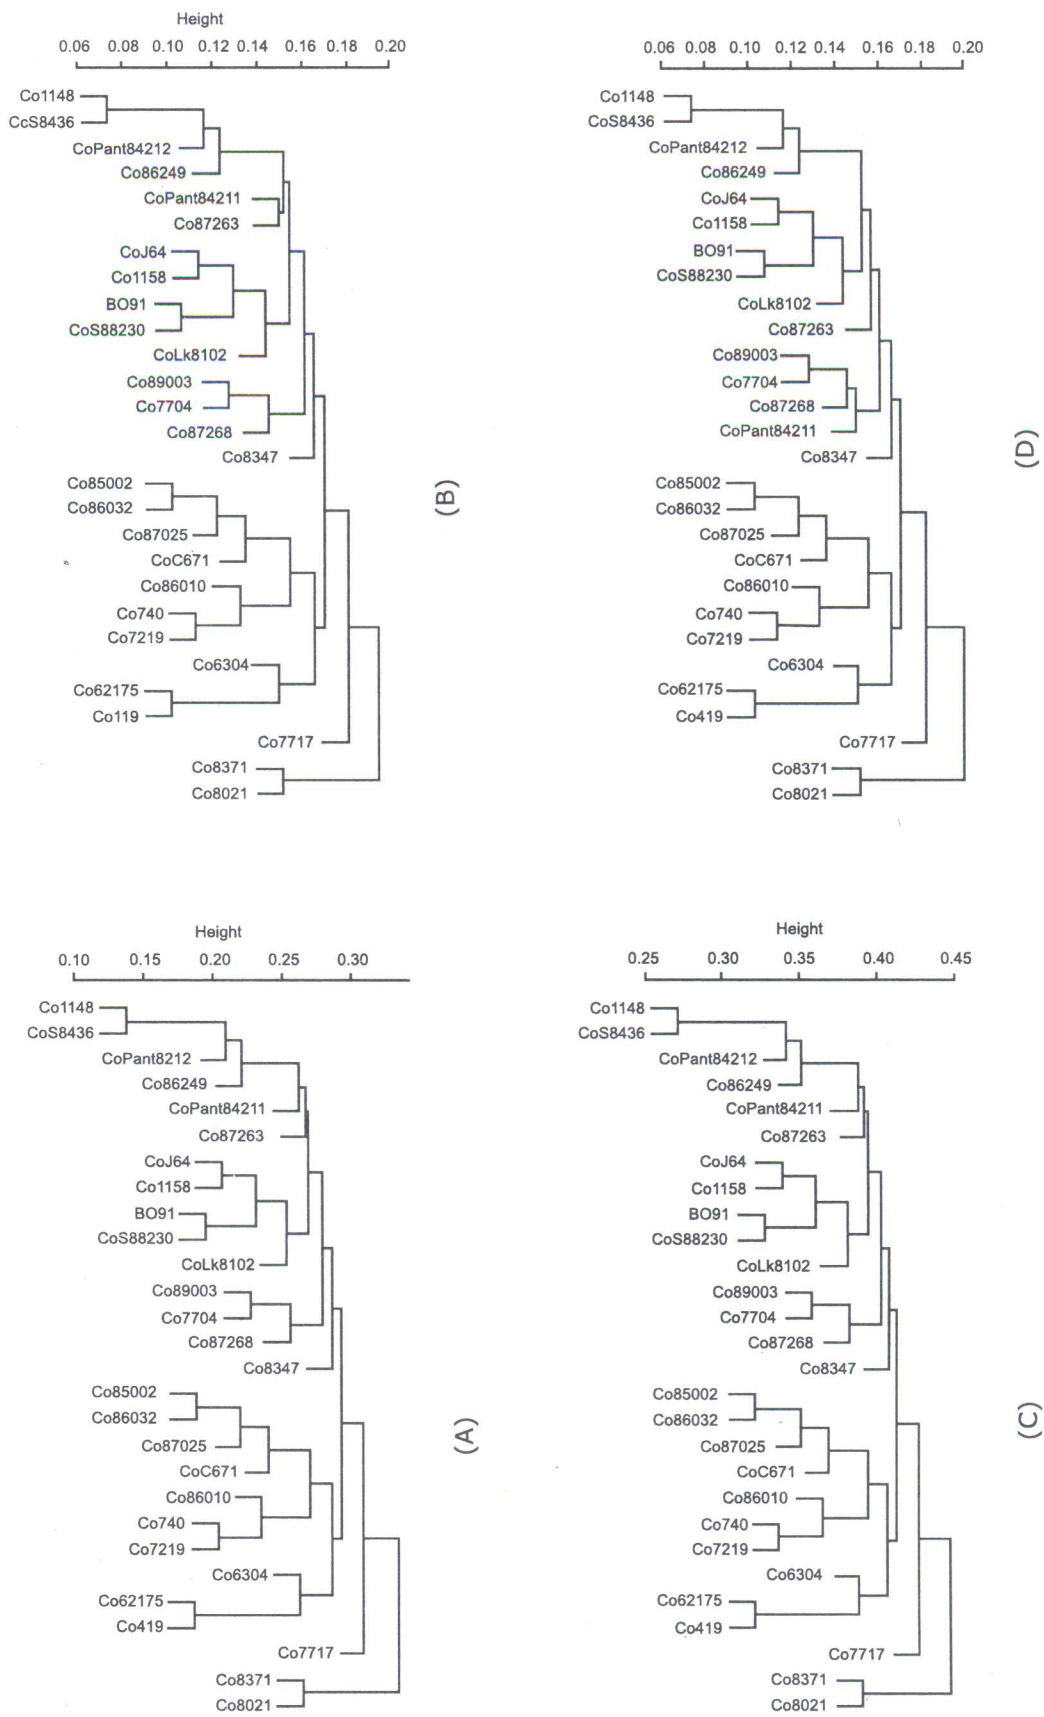 Height
0.06 0.08 0.10 0.12 0.14 0.16 0.18 0.20
Co1148
CcS8436
CoPant84212
Co86249
CoPant84211
Co87263
CoJ64
Co1158
BO91
CoS88230
CoLk8102
Co89003
Co7704
Co87268
Co8347
Co85002
Co86032
Co87025
CoC671
Co86010
Co740
Co7219
Co6304
Co62175
Co119
Co7717
Co8371
Co8021
(B)
0.06 0.08 0.10 0.12 0.14 0.16 0.18 0.20
Co1148
CoS8436
CoPant84212
Co86249
CoJ64
Co1158
BO91
CoS88230
CoLk8102
Co87263
Co89003
Co7704
Co87268
CoPant84211
Co8347
Co85002
Co86032
Co87025
CoC671
Co86010
Co740
Co7219
Co6304
Co62175
Co419
Co7717
Co8371
Co8021
(D)
Height
0.10 0.15 0.20 0.25 0.30
Co1148
CoS8436
CoPant8212
Co86249
CoPant84211
Co87263
CoJ64
Co1158
BO91
CoS88230
CoLk8102
Co89003
Co7704
Co87268
Co8347
Co85002
Co86032
Co87025
CoC671
Co86010
Co740
Co7219
Co6304
Co62175
Co419
Co7717
Co8371
Co8021
(A)
Height
0.25 0.30 0.35 0.40 0.45
Co1148
CoS8436
CoPant84212
Co86249
CoPant84211
Co87263
CoJ64
Co1158
BO91
CoS88230
CoLk8102
Co89003
Co7704
Co87268
Co8347
Co85002
Co86032
Co87025
CoC671
Co86010
Co740
Co7219
Co6304
Co62175
Co419
Co7717
Co8371
Co8021
(C)